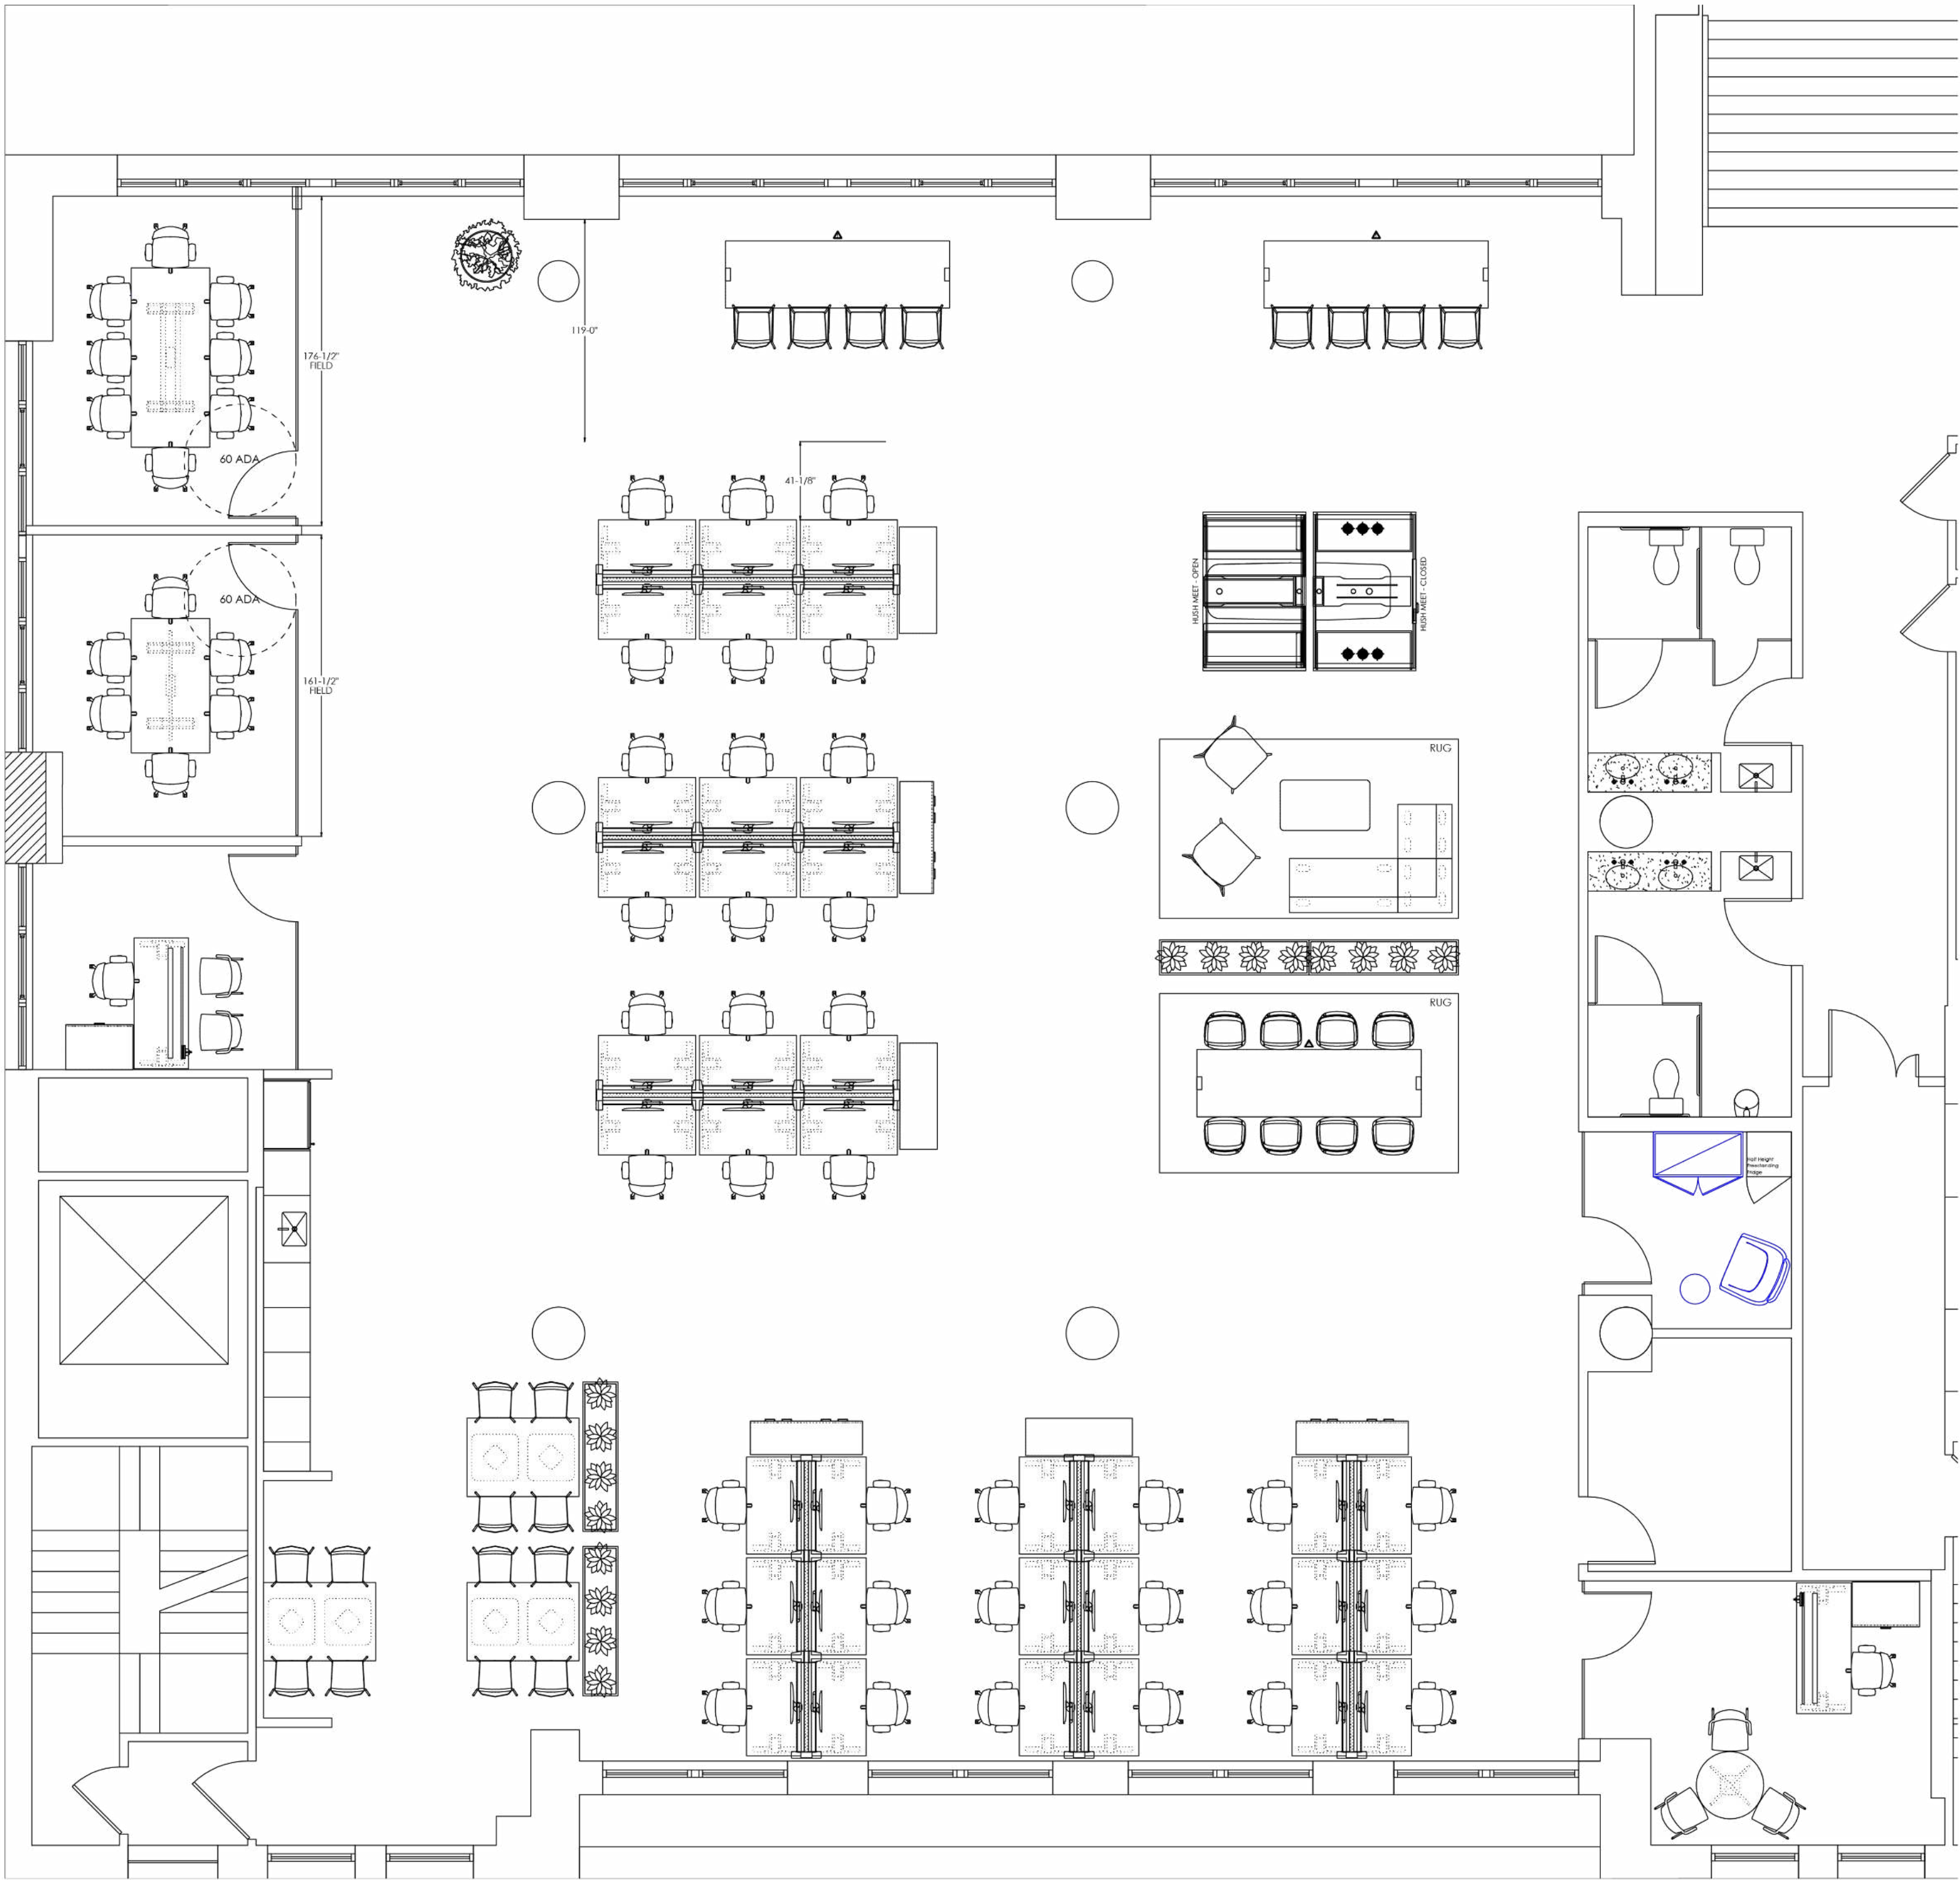 119-0"
176-1/2"
FIELD
60 ADA
41-1/8"
HUSH MEET - OPEN
HUSH MEET - CLOSED
60 ADA
161-1/2"
FIELD
RUG
RUG
Half Height
Freestanding
Fridge